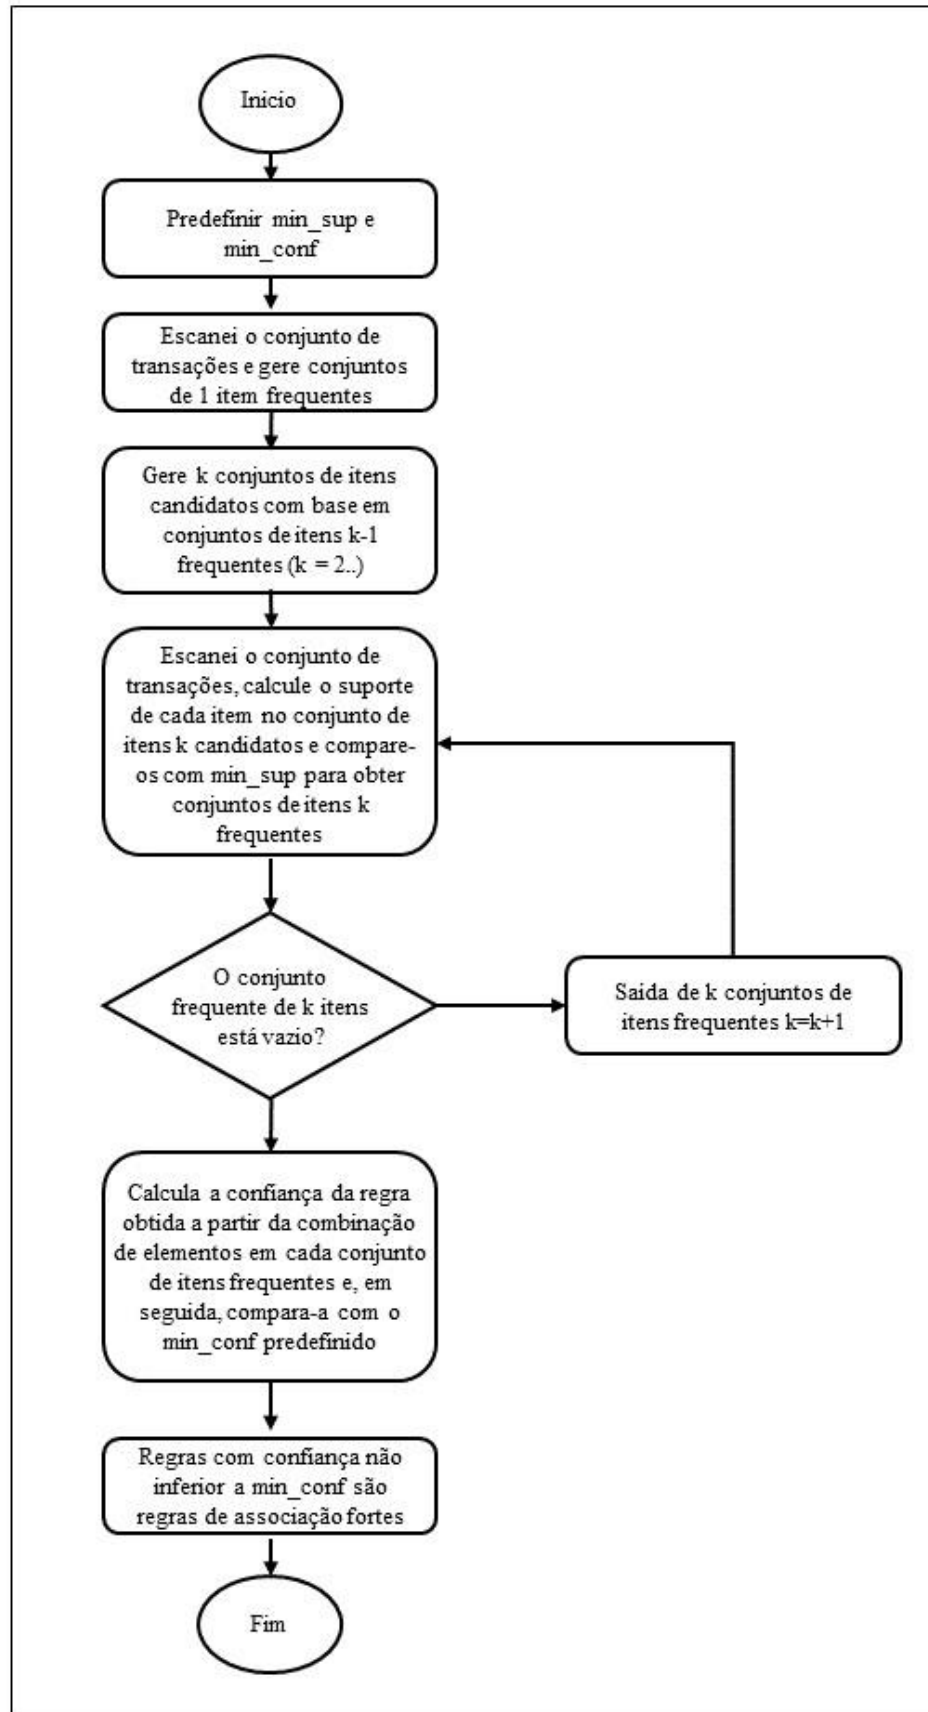 Inicio
Predefinir min_sup e
min_conf
Escanei o conjunto de
transações e gere conjuntos
de 1 item frequentes
Gere k conjuntos de itens
candidatos com base em
conjuntos de itens k-1
frequentes (k = 2..)
Escanei o conjunto de
transações, calcule o suporte
de cada item no conjunto de
itens k candidatos e compare-
os com min_sup para obter
conjuntos de itens k
frequentes
O conjunto
frequente de k itens
está vazio?
Saída de k conjuntos de
itens frequentes k=k+1
Calcula a confiança da regra
obtida a partir da combinação
de elementos em cada conjunto
de itens frequentes e, em
seguida, compara-a com o
min_conf predefinido
Regras com confiança não
inferior a min_conf são
regras de associação fortes
Fim